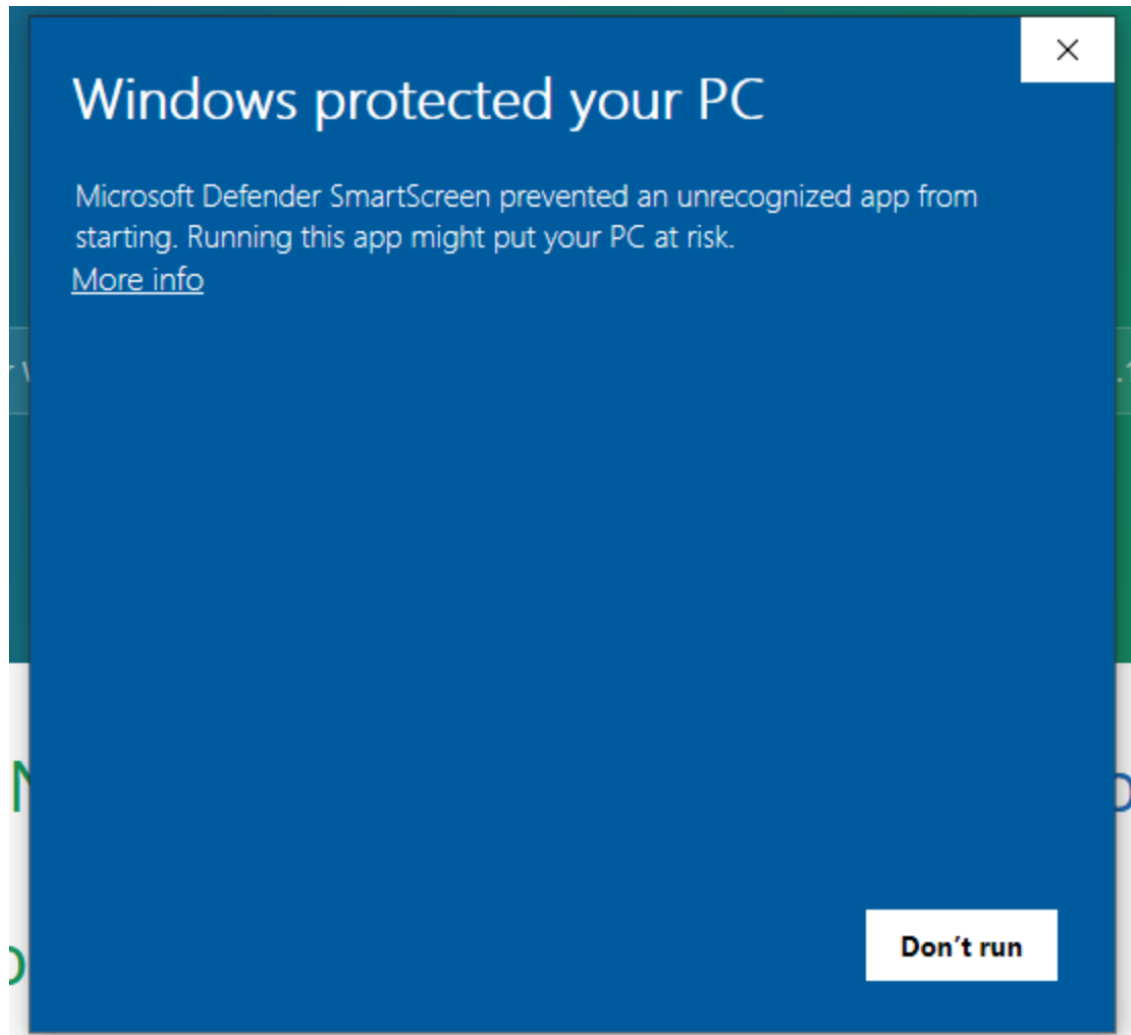 Windows protected your PC
Microsoft Defender SmartScreen prevented an unrecognized app from
starting. Running this app might put your PC at risk.
More info
Don’t run